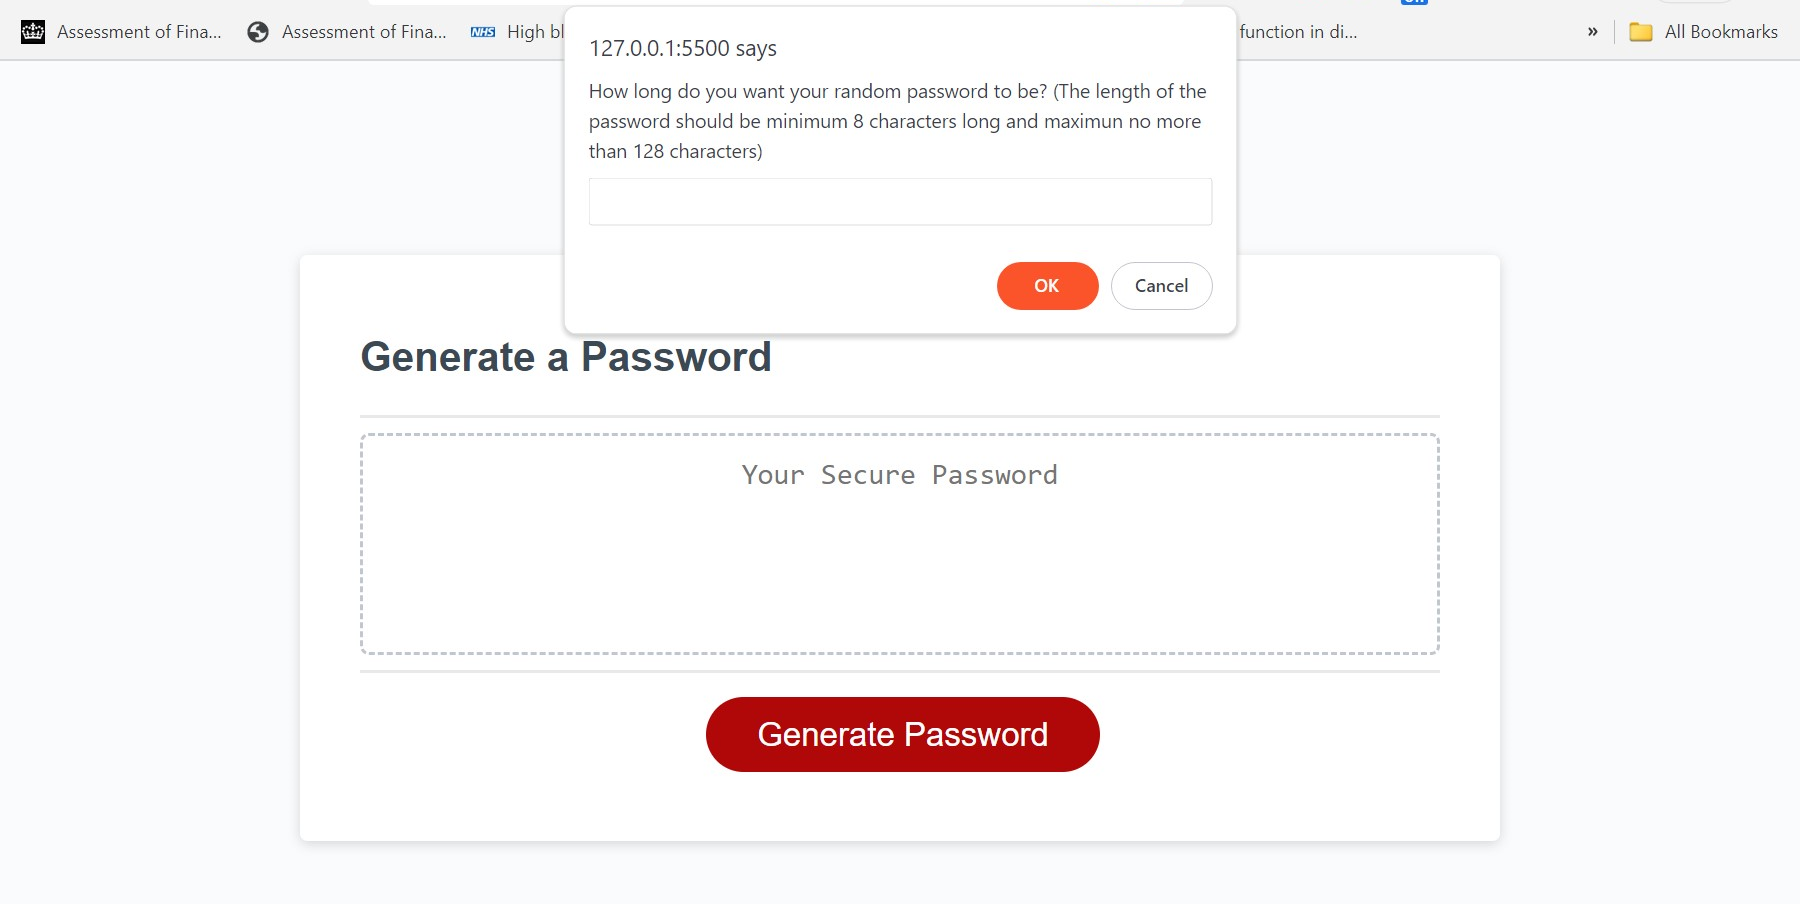 Assessment of Fina... Assessment of Fina... NHS High bl function in di... » All Bookmarks
127.0.0.1:5500 says
How long do you want your random password to be? (The length of the
password should be minimum 8 characters long and maximun no more
than 128 characters)
OK Cancel
Generate a Password
Your Secure Password
Generate Password